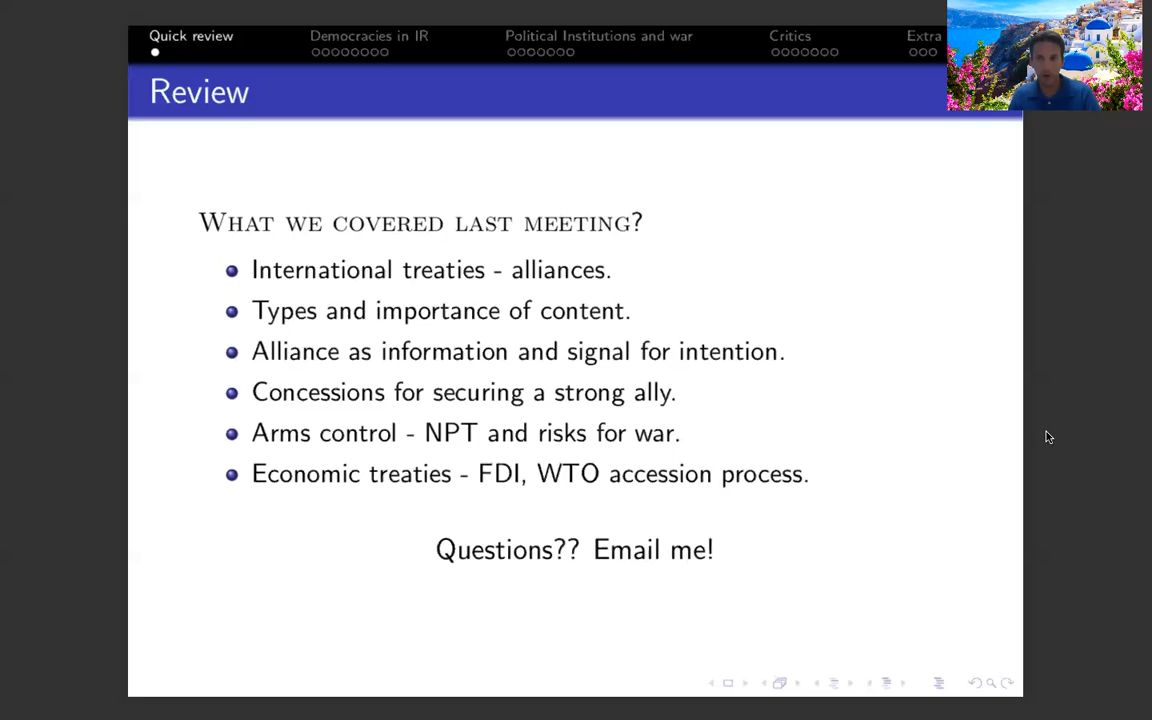 Quick review
Democracies in IR
Political Institutions and war
Critics
Extra
Review
What we covered last meeting?
International treaties - alliances.
Types and importance of content.
Alliance as information and signal for intention.
Concessions for securing a strong ally.
Arms control - NPT and risks for war.
Economic treaties - FDI, WTO accession process.
Questions?? Email me!